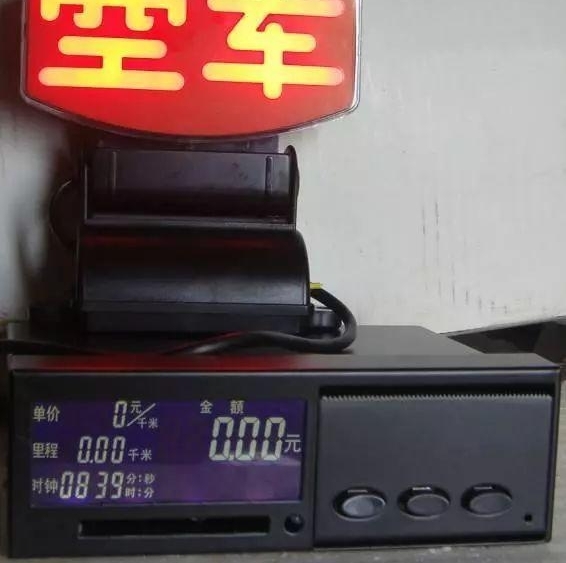 空车
单价 0元/千米
金额 0.00元
里程 0.00千米
时钟 08 39 分:秒
时:分